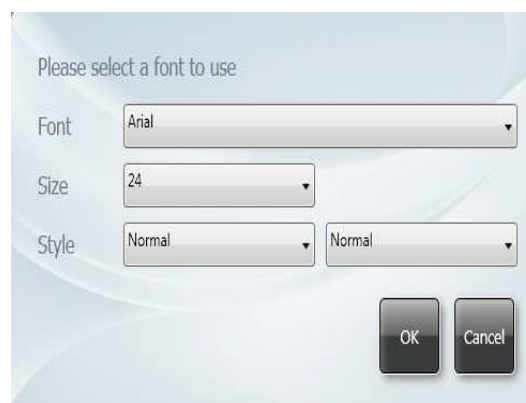 Please select a font to use
Font Arial
Size 24
Style Normal Normal
OK Cancel